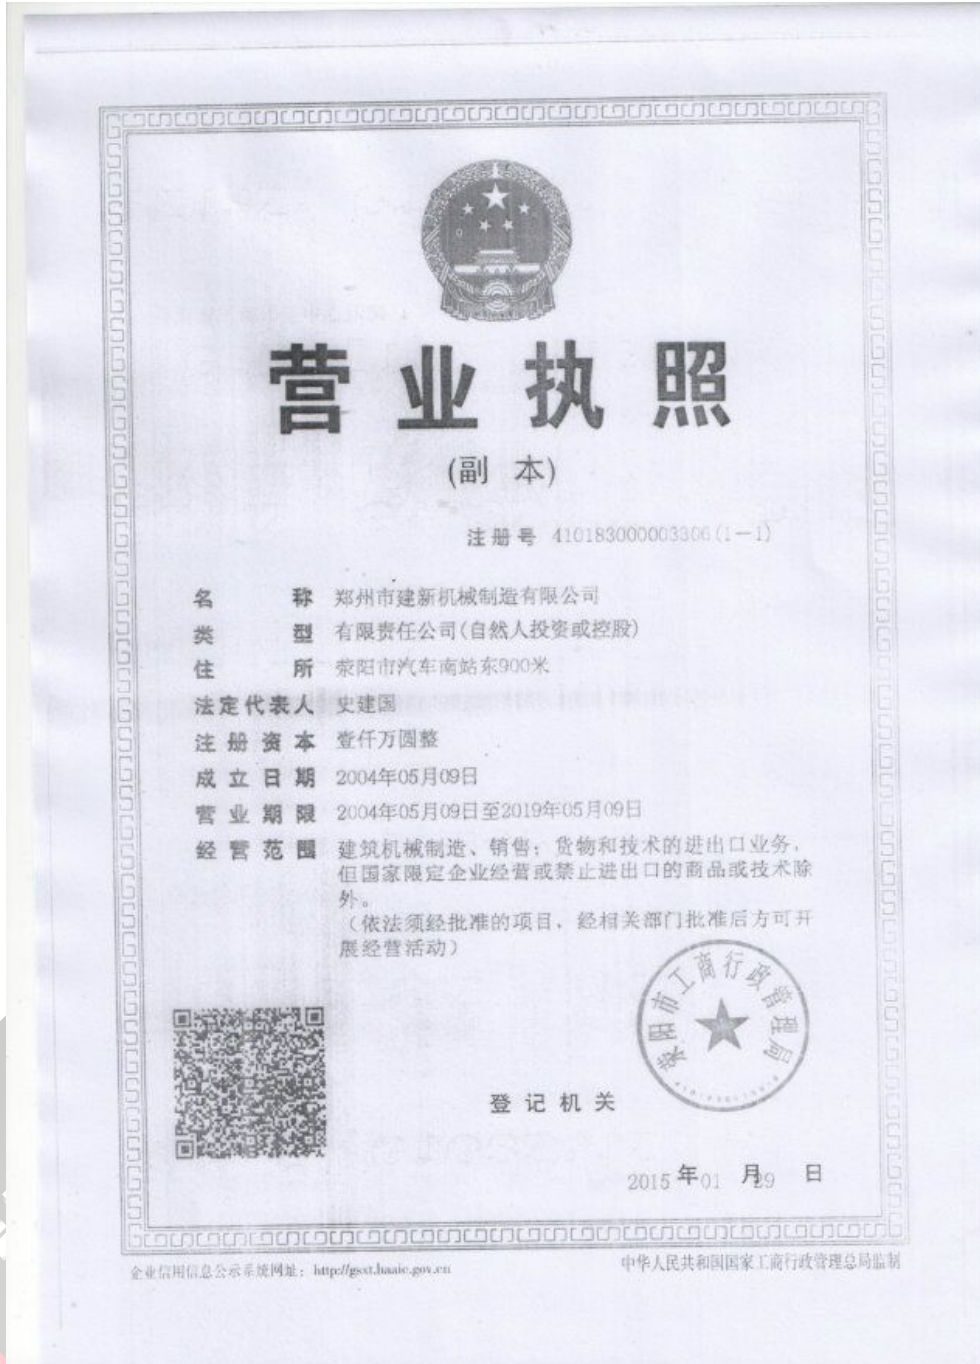 营业执照
(副 本)
注册号 410183000003306(1-1)
名 称 郑州市建新机械制造有限公司
类 型 有限责任公司(自然人投资或控股)
住 所 荥阳市汽车南站东900米
法定代表人 史建国
注册资本 壹仟万圆整
成立日期 2004年05月09日
营业期限 2004年05月09日至2019年05月09日
经营范围 建筑机械制造、销售;货物和技术的进出口业务,
但国家限定企业经营或禁止进出口的商品或技术除
外。
(依法须经批准的项目,经相关部门批准后方可开
展经营活动)
荥阳市工商行政管理局
登记机关
2015年01月29日
企业信用信息公示系统网址:http://gsxt.haaic.gov.cn
中华人民共和国国家工商行政管理总局监制